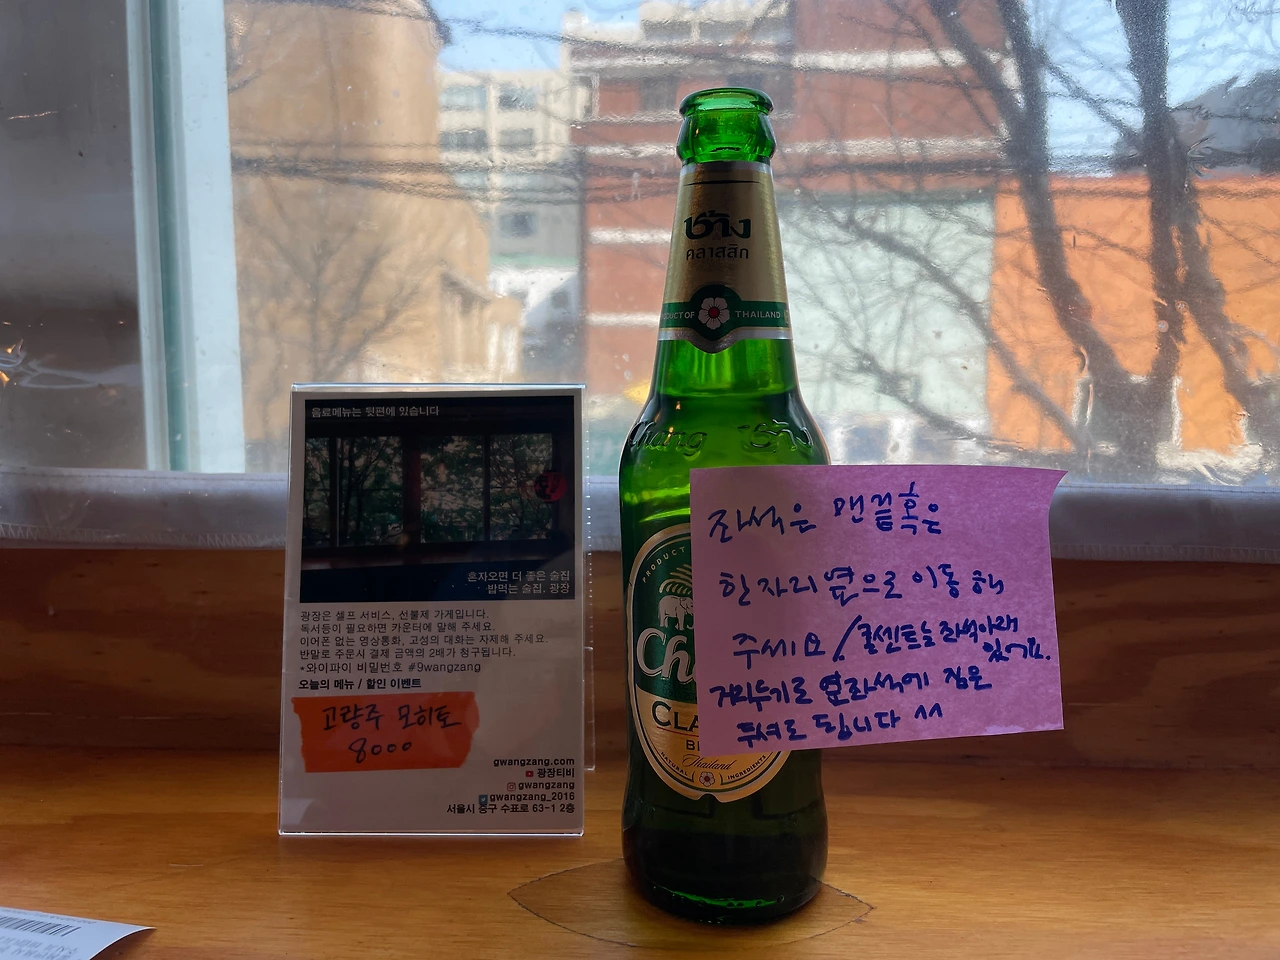 음료메뉴는 뒷편에 있습니다
혼자오면 더 좋은 술집
밥먹는 술집, 광장
광장은 셀프 서비스, 선불제 가게입니다.
독서등이 필요하면 카운터에 말해 주세요.
이어폰 없는 영상통화, 고성의 대화는 자제해 주세요.
반말로 주문시 결제 금액의 2배가 청구됩니다.
*와이파이 비밀번호 #9wangzang
오늘의 메뉴 / 할인 이벤트
고량주 모히토
8000
gwangzang.com
광장티비
gwangzang
gwangzang_2016
서울시 중구 수표로 63-1 2층
ช้าง
คลาสสิก
PRODUCT OF THAILAND
Chang ช้าง
PRODUCT
Ch
CLA
Thailand
NATURAL INGREDIENTS
좌석은 맨끝 혹은
한자리 옆으로 이동해
주세요 / 콘센트는 좌석아래
있어요.
거리두기로 옆좌석에 짐을
두셔도 됩니다 ^^